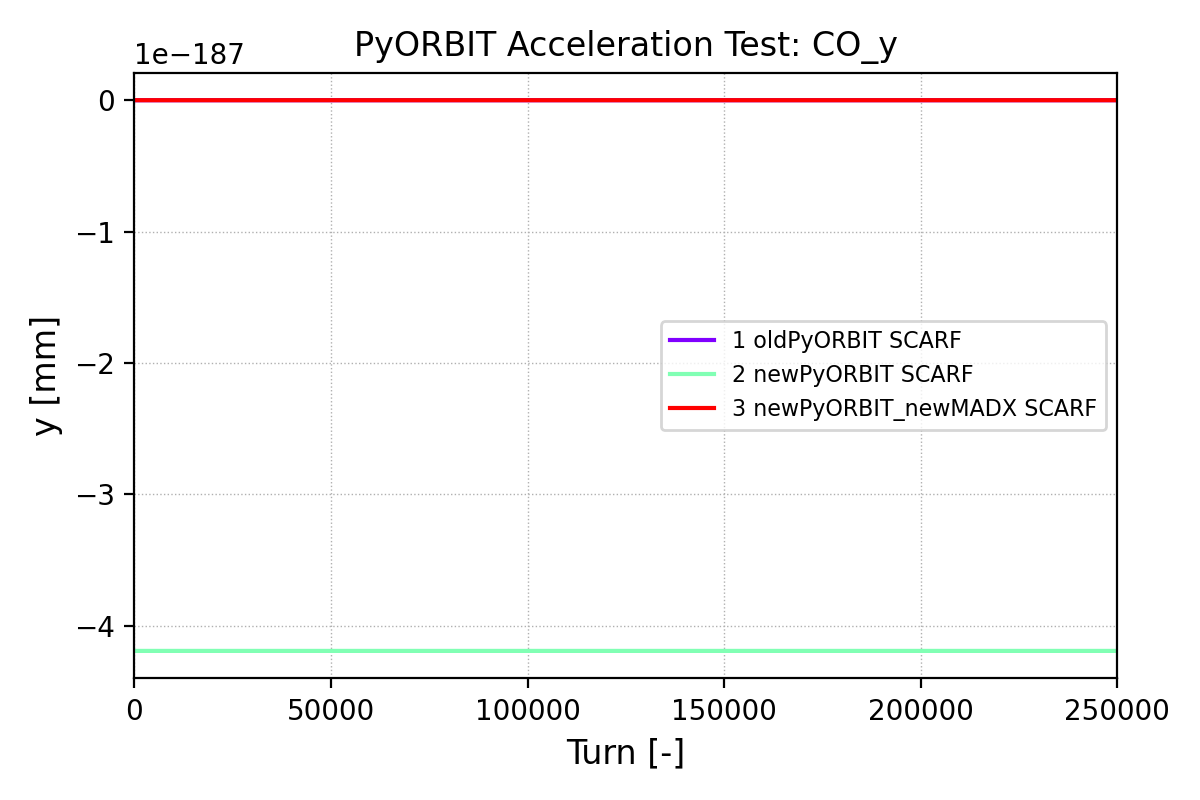 PyORBIT Acceleration Test: CO_y
1e−187
0
−1
−2
−3
−4
y [mm]
1 oldPyORBIT SCARF
2 newPyORBIT SCARF
3 newPyORBIT_newMADX SCARF
0 50000 100000 150000 200000 250000
Turn [-]